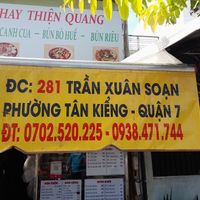 HAY THIỆN QUANG
CANH CUA - BÚN BÒ HUẾ - BÚN RIÊU
ĐC: 281 TRẦN XUÂN SOẠN
PHƯỜNG TÂN KIỂNG - QUẬN 7
ĐT: 0702.520.225 - 0938.471.744